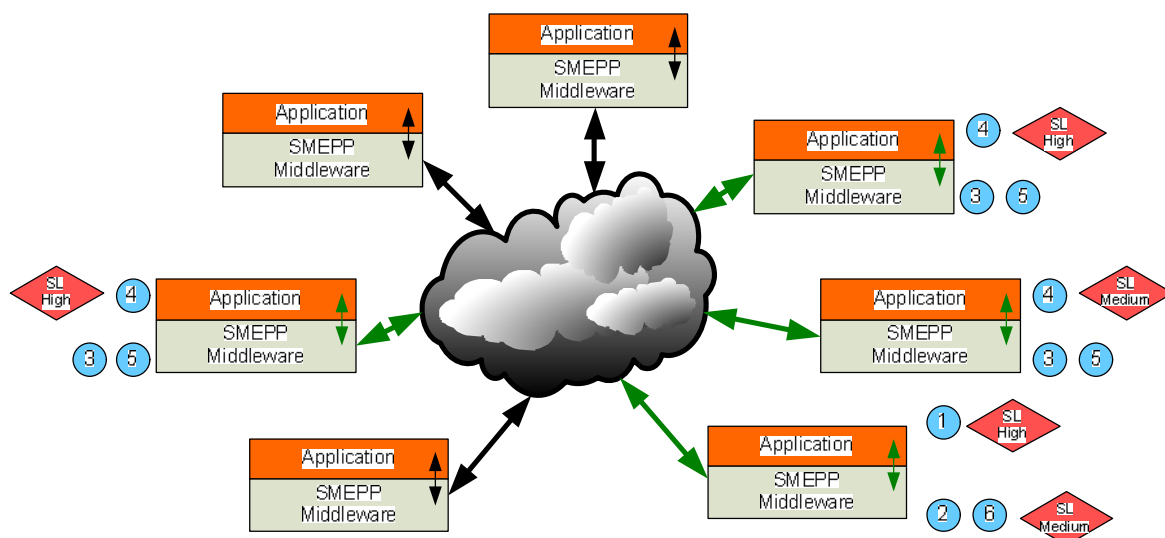 Application
SMEPP
Middleware
Application
SMEPP
Middleware
Application
SMEPP
Middleware
4
SL
High
3 5
SL
High
4
Application
SMEPP
Middleware
3 5
Application
SMEPP
Middleware
4
SL
Medium
3 5
Application
SMEPP
Middleware
Application
SMEPP
Middleware
1
SL
High
2 6
SL
Medium